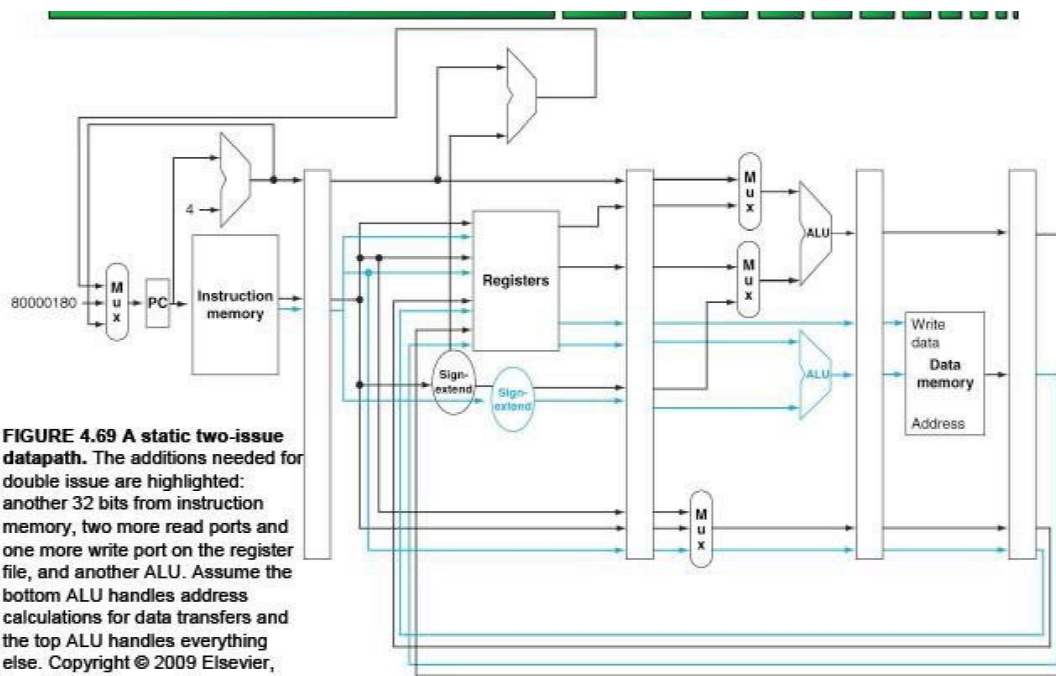 4
80000180
M
u
x
PC
Instruction
memory
Registers
Sign-
extend
Sign-
extend
M
u
x
M
u
x
ALU
ALU
M
u
x
Write
data
Data
memory
Address
FIGURE 4.69 A static two-issue
datapath. The additions needed for
double issue are highlighted:
another 32 bits from instruction
memory, two more read ports and
one more write port on the register
file, and another ALU. Assume the
bottom ALU handles address
calculations for data transfers and
the top ALU handles everything
else. Copyright © 2009 Elsevier,